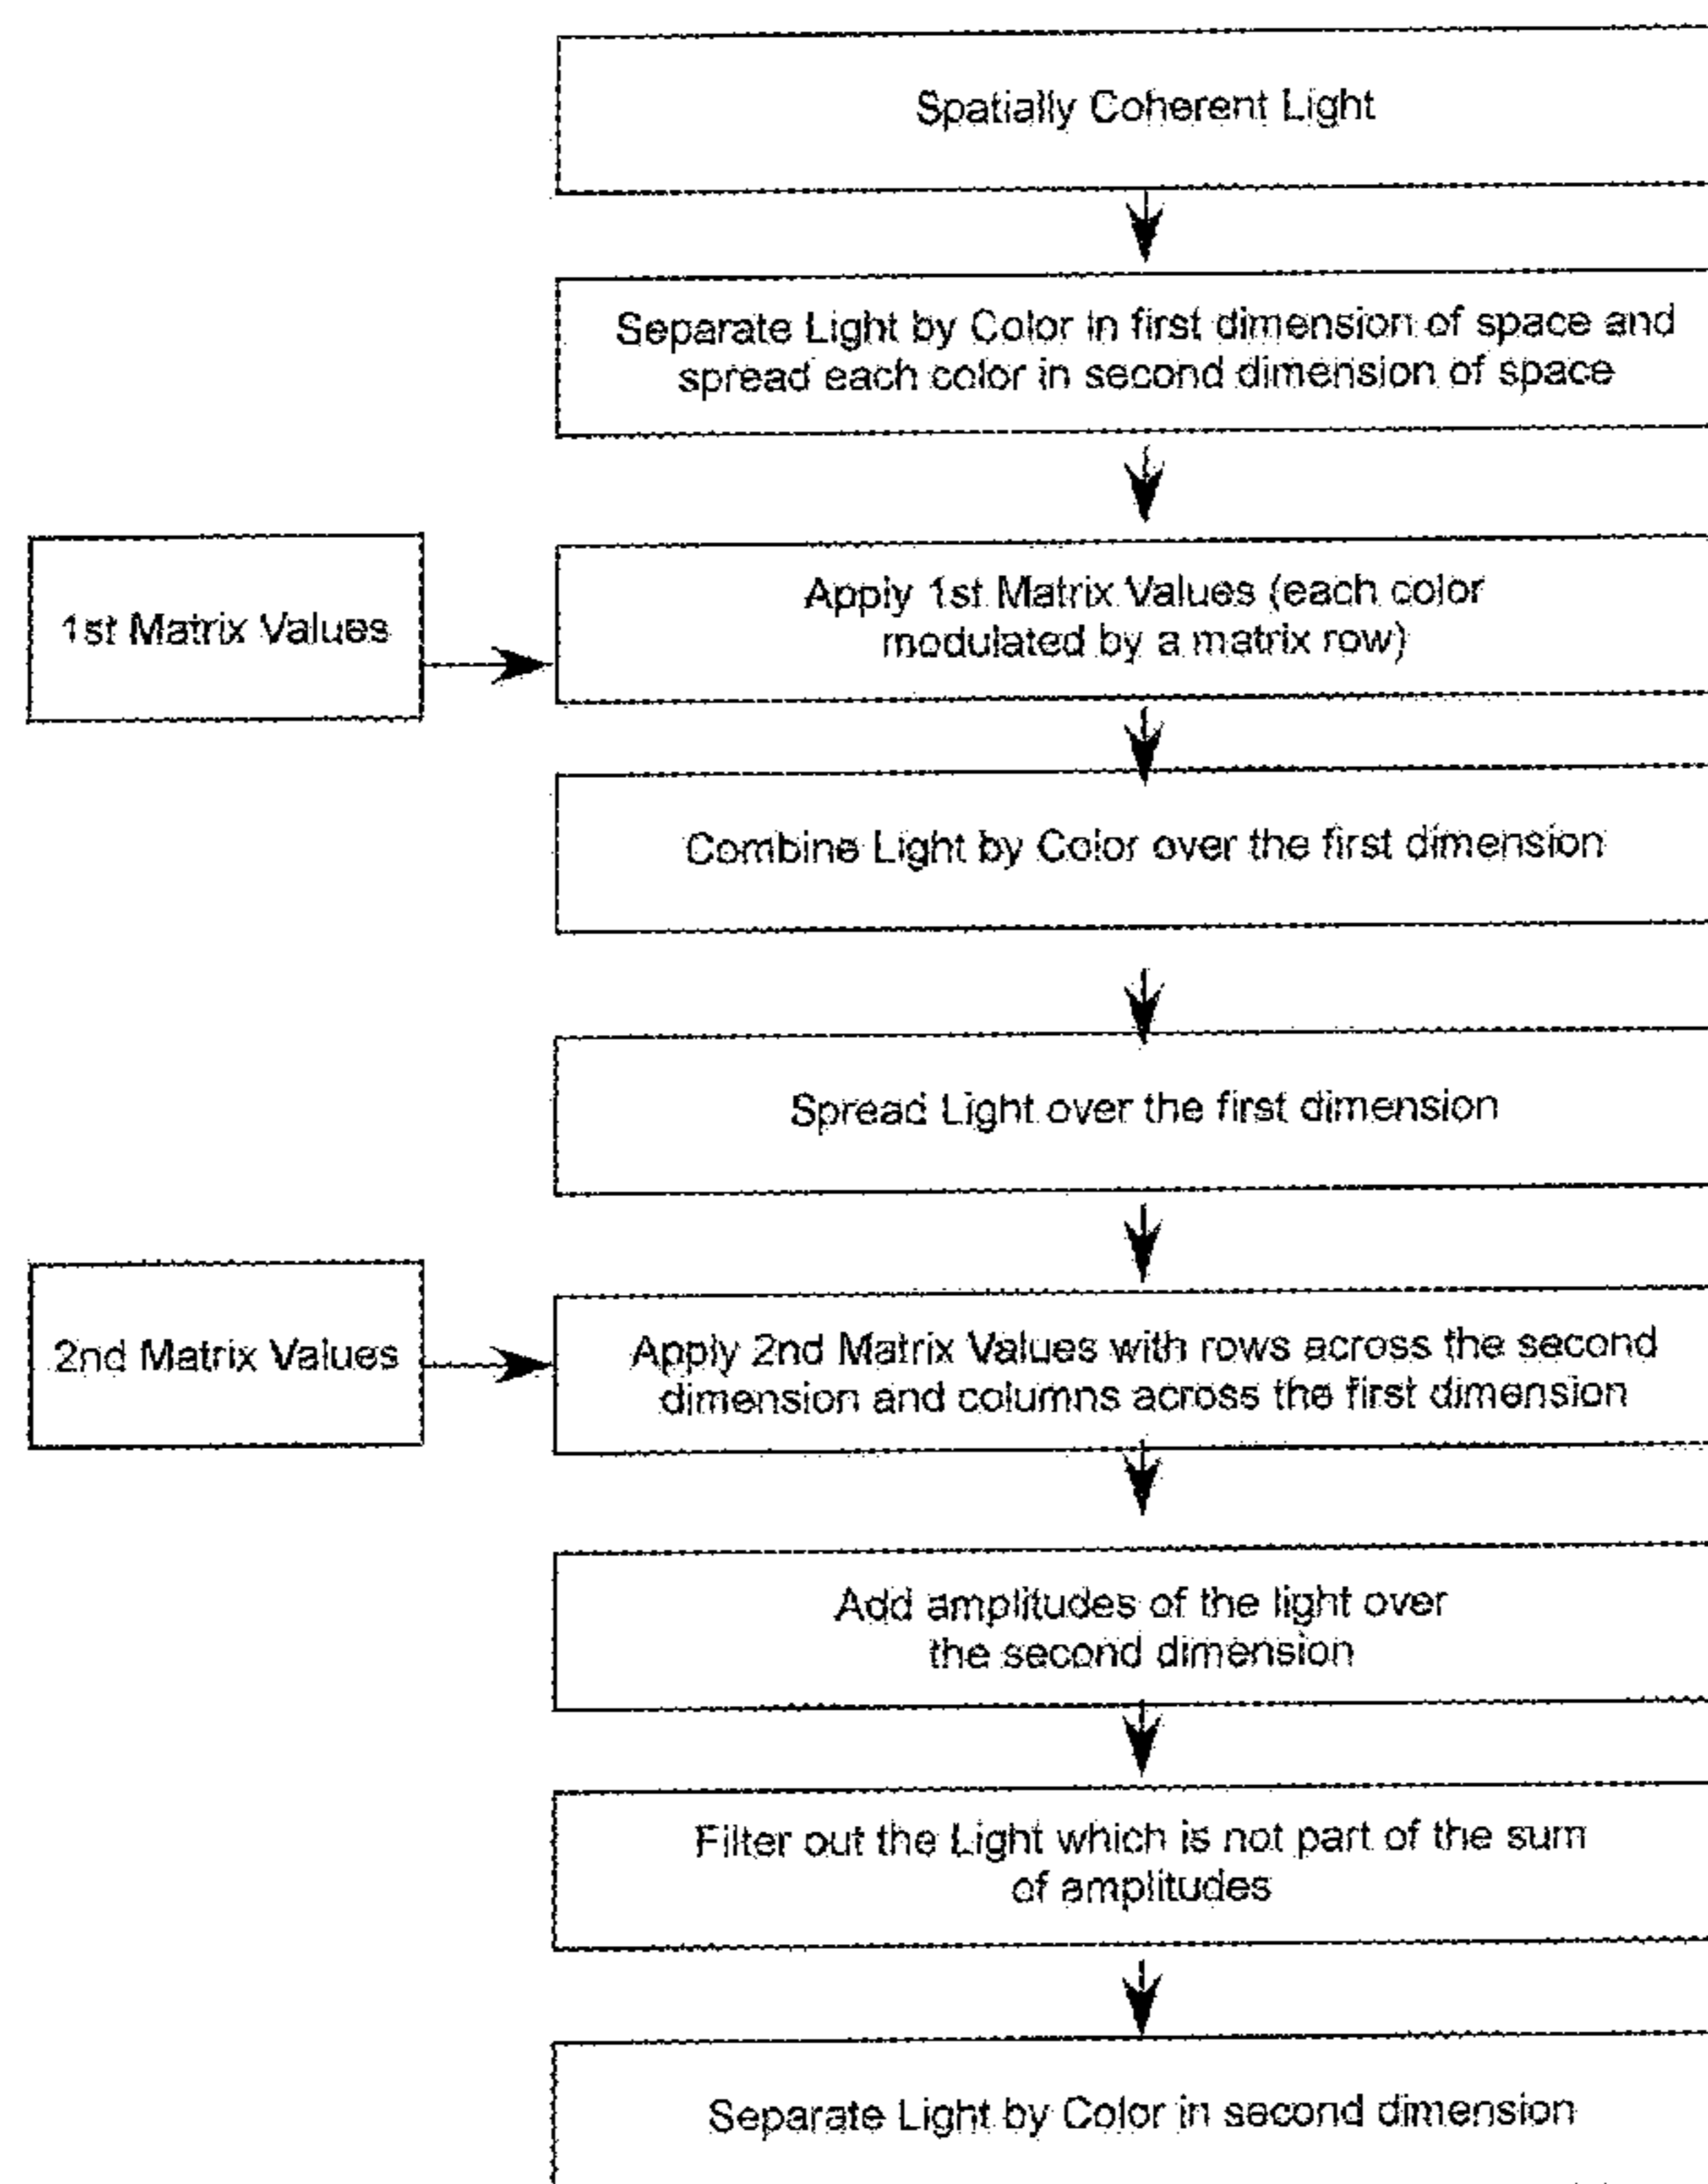 Spatially Coherent Light
Separate Light by Color in first dimension of space and
spread each color in second dimension of space
1st Matrix Values
Apply 1st Matrix Values (each color
modulated by a matrix row)
Combine Light by Color over the first dimension
Spread Light over the first dimension
2nd Matrix Values
Apply 2nd Matrix Values with rows across the second
dimension and columns across the first dimension
Add amplitudes of the light over
the second dimension
Filter out the Light which is not part of the sum
of amplitudes
Separate Light by Color in second dimension